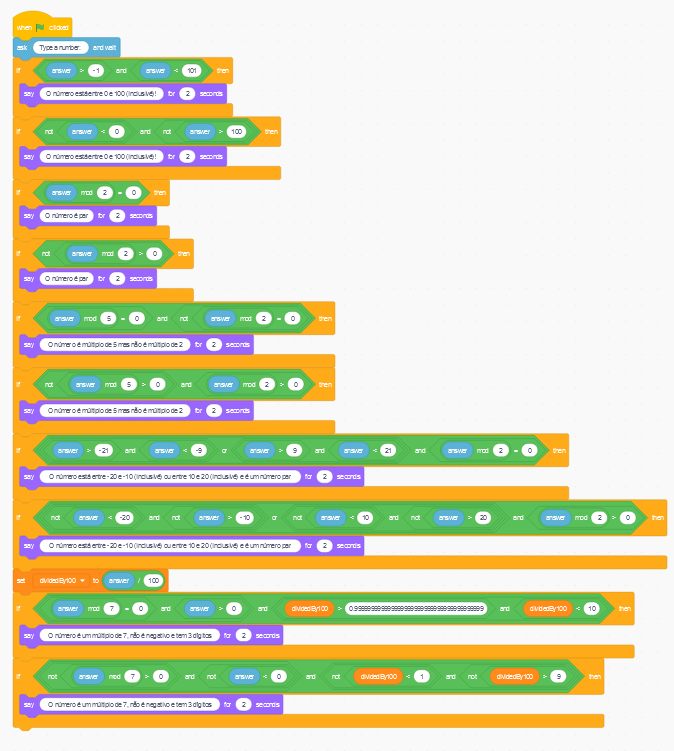 when clicked
ask Type a number: and wait
if answer > -1 and answer < 101 then
say O número está entre 0 e 100 (inclusivé)! for 2 seconds
if not answer < 0 and not answer > 100 then
say O número está entre 0 e 100 (inclusivé)! for 2 seconds
if answer mod 2 = 0 then
say O número é par for 2 seconds
if not answer mod 2 > 0 then
say O número é par for 2 seconds
if answer mod 5 = 0 and not answer mod 2 = 0 then
say O número é múltiplo de 5 mas não é múltiplo de 2 for 2 seconds
if not answer mod 5 > 0 and answer mod 2 > 0 then
say O número é múltiplo de 5 mas não é múltiplo de 2 for 2 seconds
if answer > -21 and answer < -9 or answer > 9 and answer < 21 and answer mod 2 = 0 then
say O número está entre -20 e -10 (inclusivé) ou entre 10 e 20 (inclusivé) e é um número par for 2 seconds
if not answer < -20 and not answer > -10 or not answer < 10 and not answer > 20 and answer mod 2 > 0 then
say O número está entre -20 e -10 (inclusivé) ou entre 10 e 20 (inclusivé) e é um número par for 2 seconds
set dividedBy100 to answer / 100
if answer mod 7 = 0 and answer > 0 and dividedBy100 > and dividedBy100 < 10 then
say O número é um múltiplo de 7, não é negativo e tem 3 dígitos for 2 seconds
if not answer mod 7 > 0 and not answer < 0 and not dividedBy100 < 1 and not dividedBy100 > 9 then
say O número é um múltiplo de 7, não é negativo e tem 3 dígitos for 2 seconds